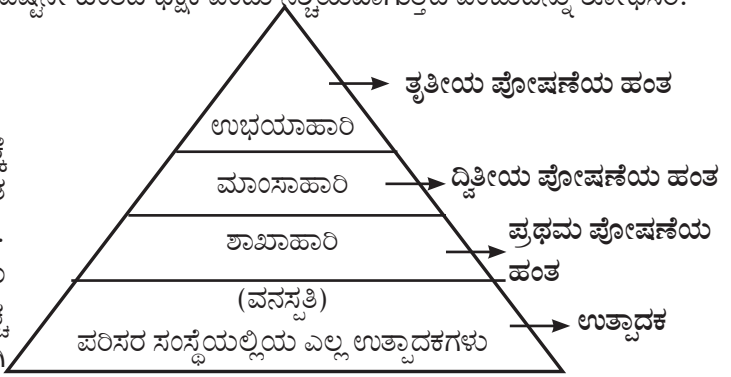 ತೃತೀಯ ಪೋಷಣೆಯ ಹಂತ
ಉಭಯಾಹಾರಿ
ದ್ವಿತೀಯ ಪೋಷಣೆಯ ಹಂತ
ಮಾಂಸಾಹಾರಿ
ಪ್ರಥಮ ಪೋಷಣೆಯ
ಹಂತ
ಶಾಖಾಹಾರಿ
(ವನಸ್ಪತಿ)
ಉತ್ಪಾದಕ
ಪರಿಸರ ಸಂಸ್ಥೆಯಲ್ಲಿಯ ಎಲ್ಲ ಉತ್ಪಾದಕಗಳು